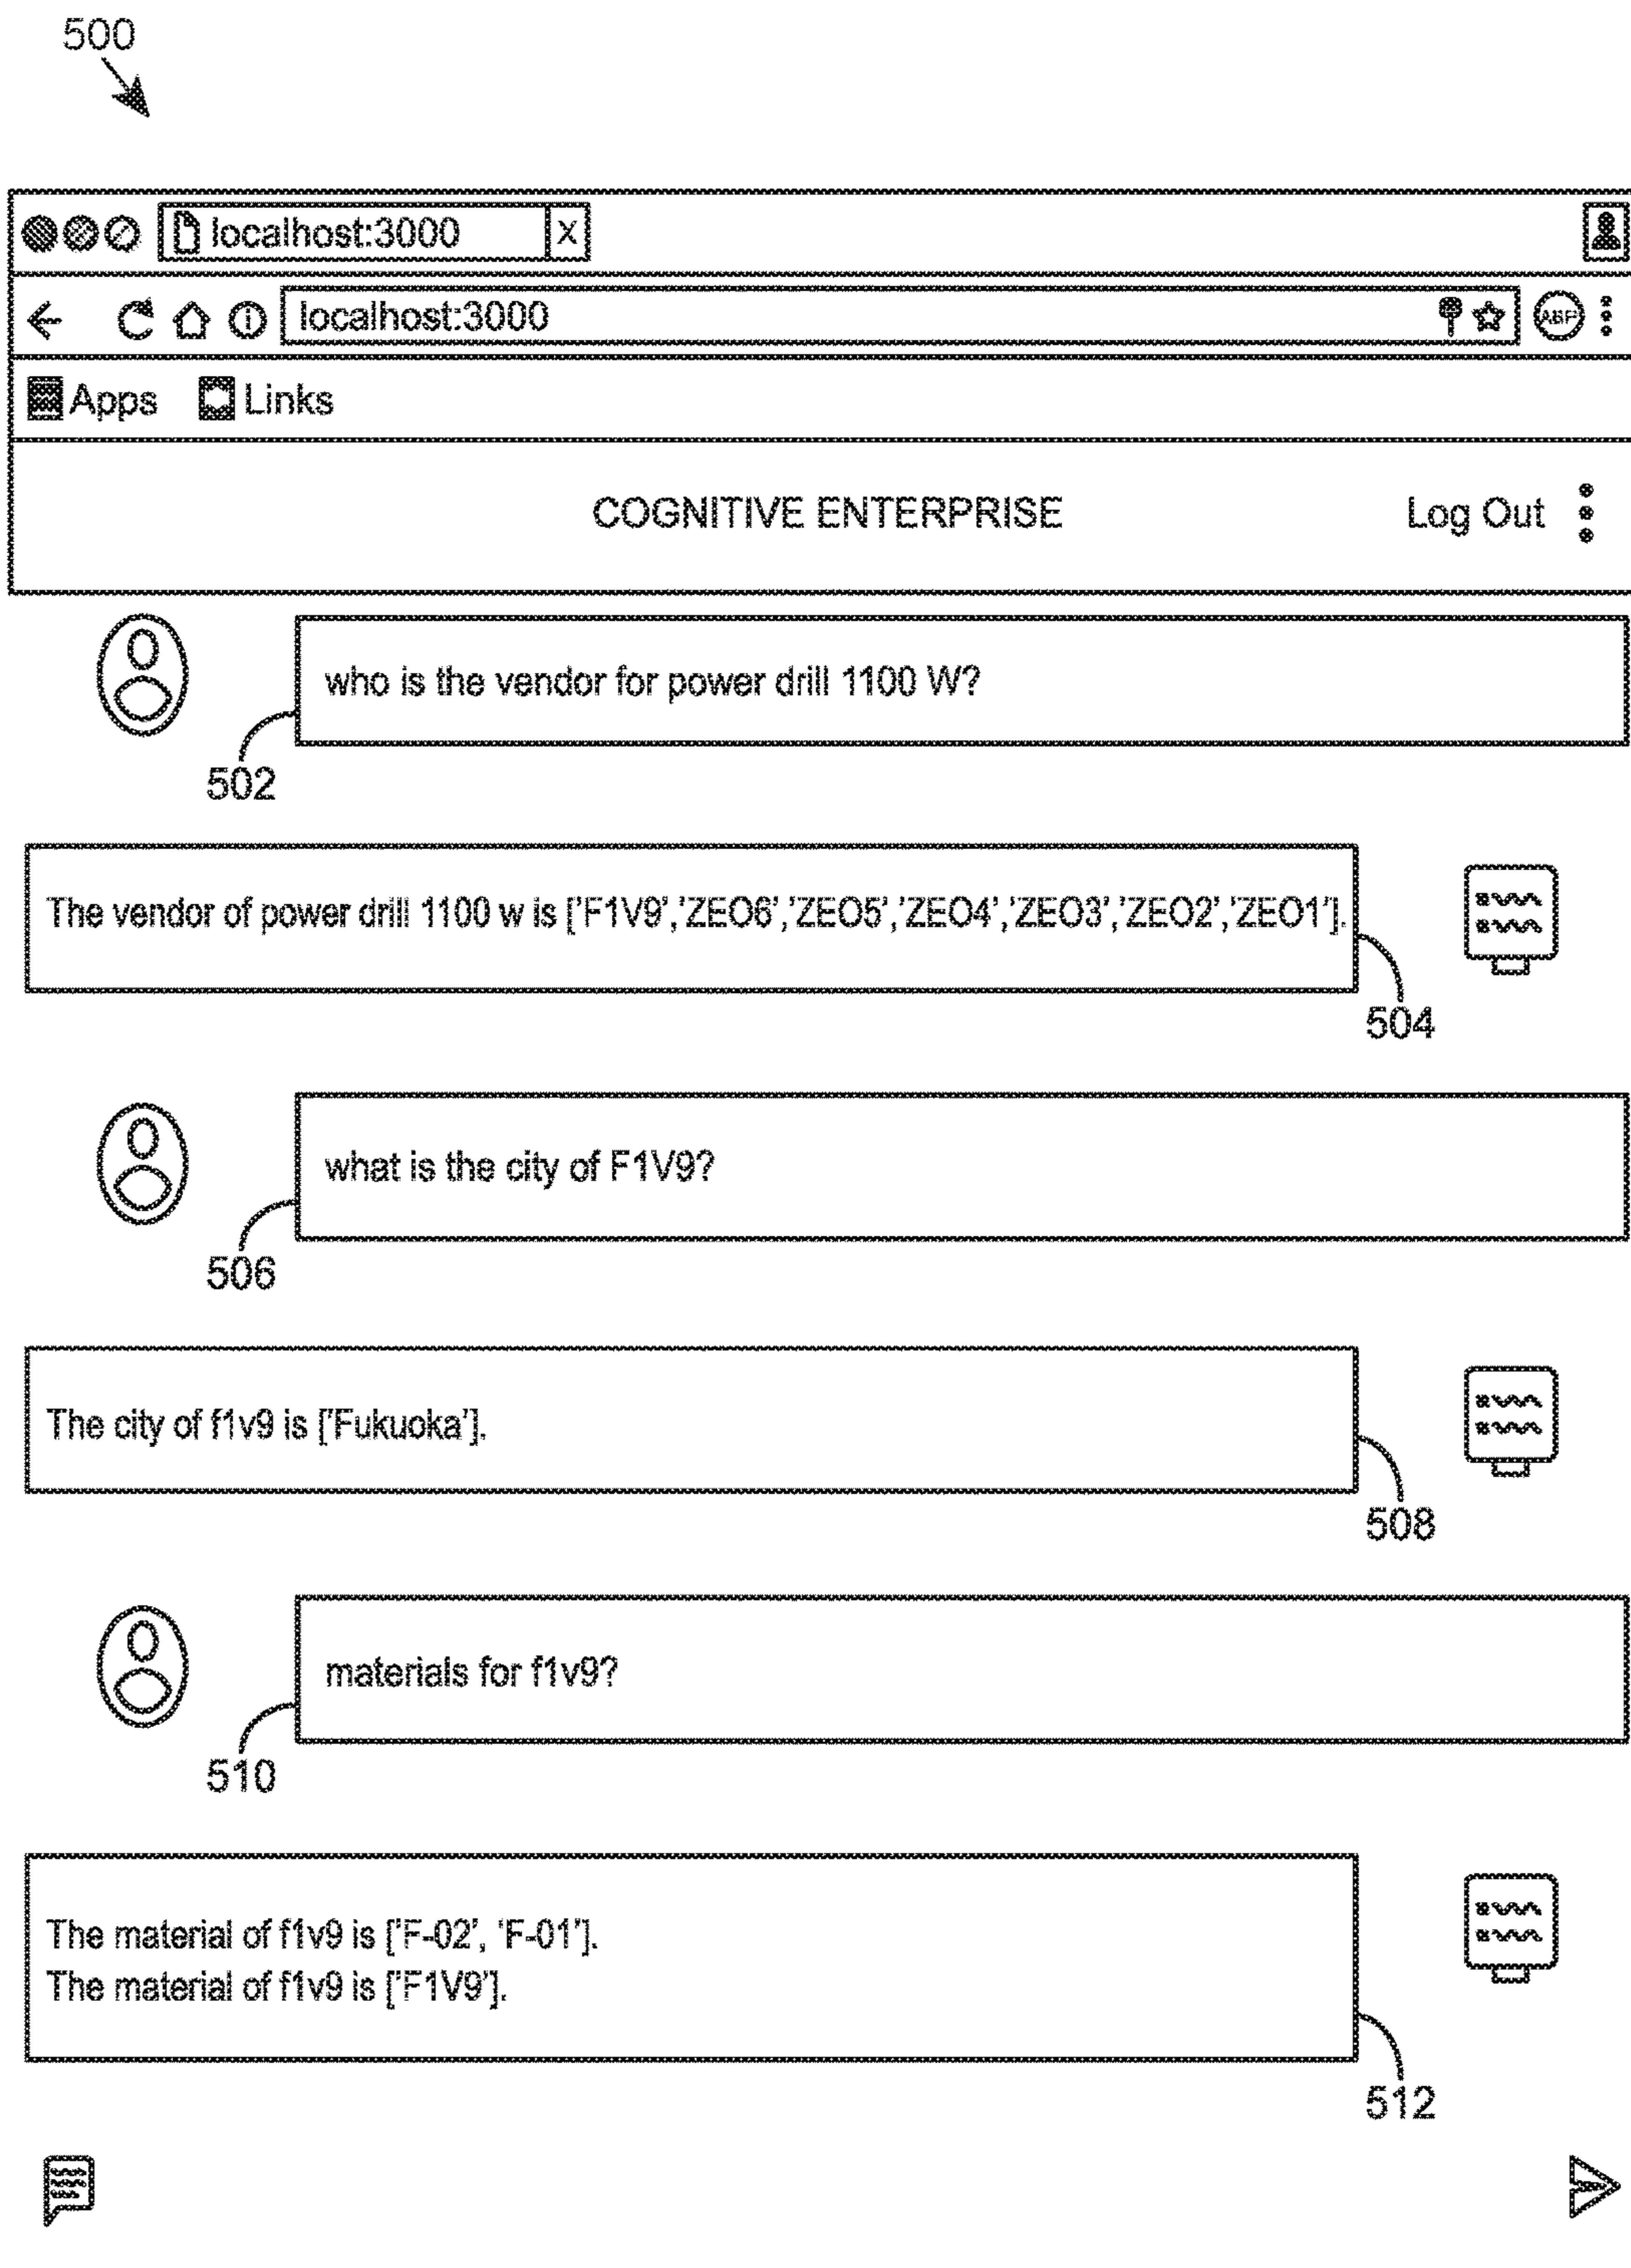 500
localhost:3000 X
localhost:3000 ABP
Apps Links
COGNITIVE ENTERPRISE Log Out
who is the vendor for power drill 1100 W?
502
The vendor of power drill 1100 w is ['F1V9','ZEO6','ZEO5','ZEO4','ZEO3','ZEO2','ZEO1'].
504
what is the city of F1V9?
506
The city of f1v9 is ['Fukuoka'].
508
materials for f1v9?
510
The material of f1v9 is ['F-02', 'F-01'].
The material of f1v9 is ['F1V9'].
512